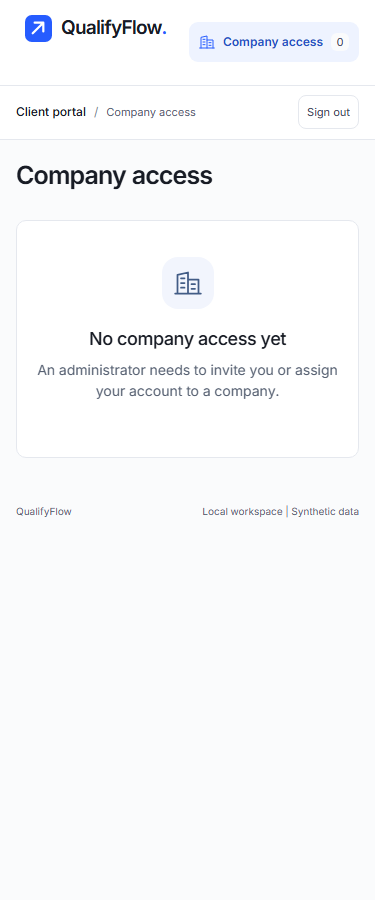 QualifyFlow.
Company access 0
Client portal / Company access
Sign out
Company access
No company access yet
An administrator needs to invite you or assign
your account to a company.
QualifyFlow
Local workspace | Synthetic data